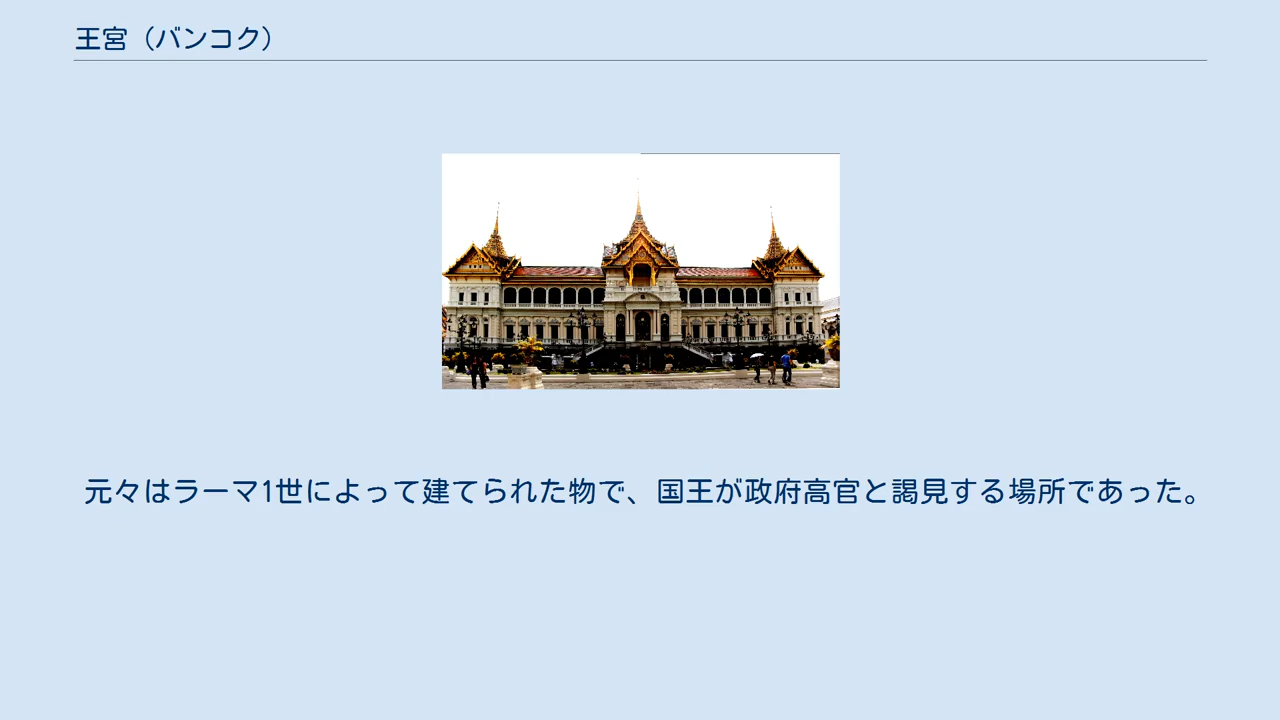 王宮（バンコク）
元々はラーマ1世によって建てられた物で、国王が政府高官と謁見する場所であった。